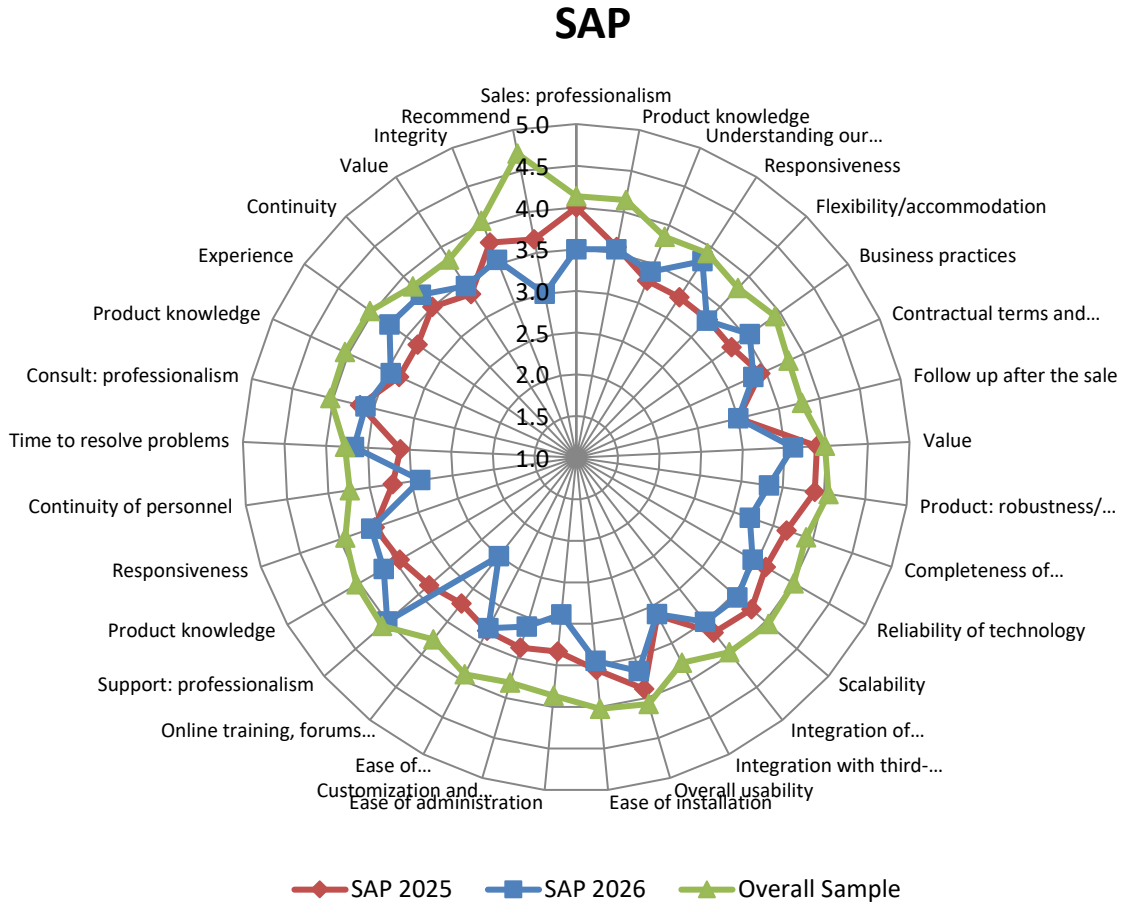 SAP
Sales: professionalism
Product knowledge
Understanding our...
Responsiveness
Flexibility/accommodation
Business practices
Contractual terms and...
Follow up after the sale
Value
Product: robustness/...
Completeness of...
Reliability of technology
Scalability
Integration of...
Integration with third-...
Overall usability
Ease of installation
Ease of administration
Customization and...
Ease of...
Online training, forums...
Support: professionalism
Product knowledge
Responsiveness
Continuity of personnel
Time to resolve problems
Consult: professionalism
Product knowledge
Experience
Continuity
Value
Integrity
Recommend
5.0
4.5
4.0
3.5
3.0
2.5
2.0
1.5
1.0
SAP 2025
SAP 2026
Overall Sample